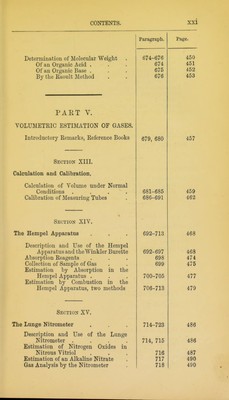 CONTENTS. xxi
Paragraph. Page.
Determination of Molecular Weight . 674-678 450
Of an Organic Acid . . . 674 451
Of an Organic Base . . . 676 452
By the Raoult Method . . 678 453
PART V.
VOLUMETRIC ESTIMATION OF GASES.
Introductory Remarks, Reference Books 679, 680 457
Section XIII.
Calculation and Calibration.
Calculation of Volume under Normal
Conditions . . . . 681-685 459
Calibration of Measuring Tubes . 686-691 462
Section XIV.
The Hempel Apparatus . . . 692-713 468
Description and Use of the Hempel
Apparatus and the Winkler Burette 692-697 468
Absorption Reagents . . . 698 474
Collection of Sample of Gas . . 699 475
Estimation by Absorption in the
Hempel Apparatus . . . 700-705 477
Estimation by Combustion in the
Hempel Apparatus, two methods 706-713 479
Section XV.
The Lunge Nitrometer . . . 714-723 486
Description and Use of the Lunge
Nitrometer . . . . 714, 715 486
Estimation of Nitrogen Oxides in
Nitrous Vitriol . . . 716 487
Estimation of an Alkaline Nitrate . 717 490
Gas Analysis by the Nitrometer . 718 490